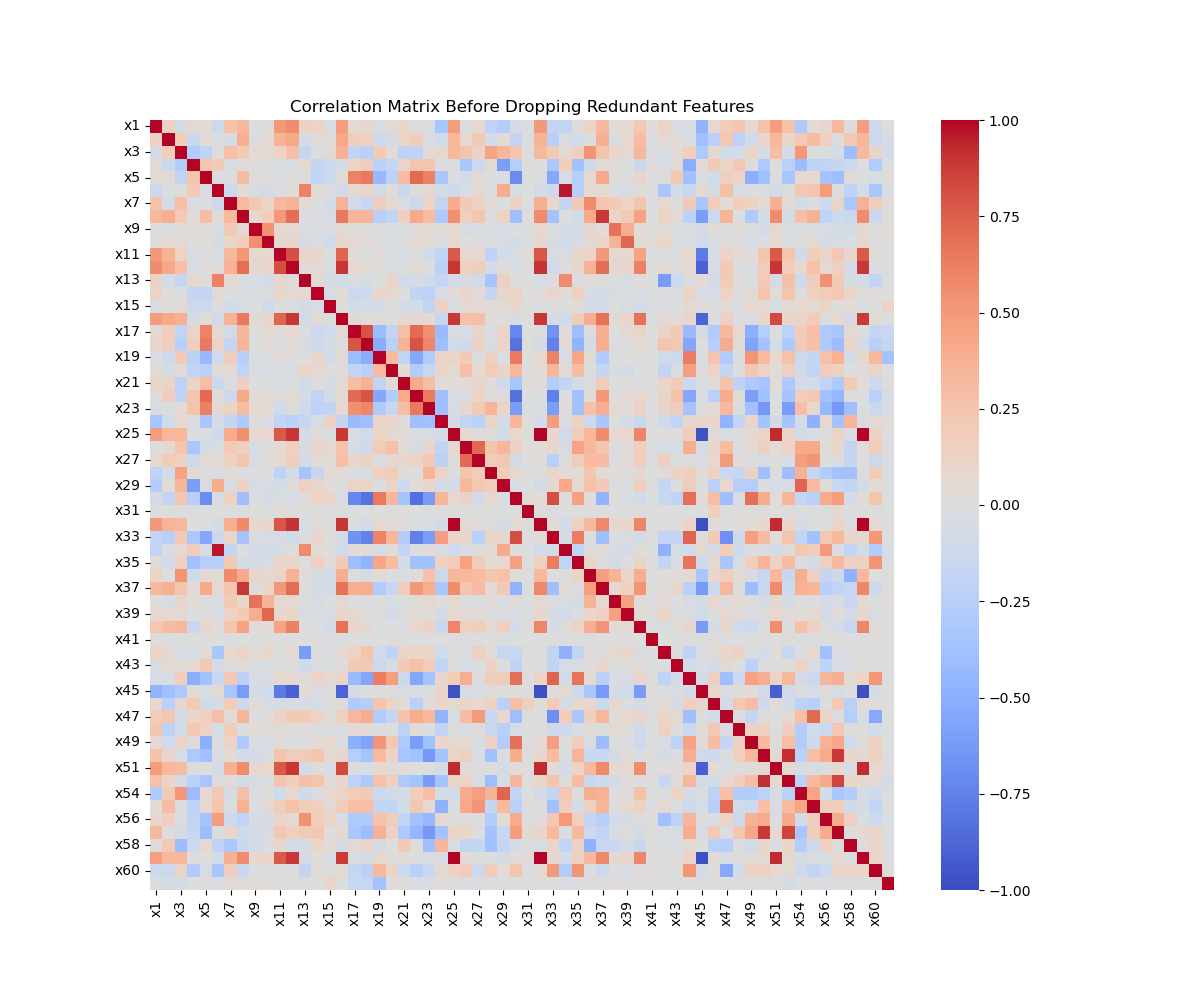 Correlation Matrix Before Dropping Redundant Features
x1
x3
x5
x7
x9
x11
x13
x15
x17
x19
x21
x23
x25
x27
x29
x31
x33
x35
x37
x39
x41
x43
x45
x47
x49
x51
x54
x56
x58
x60
x1 x3 x5 x7 x9 x11 x13 x15 x17 x19 x21 x23 x25 x27 x29 x31 x33 x35 x37 x39 x41 x43 x45 x47 x49 x51 x54 x56 x58 x60
1.00
0.75
0.50
0.25
0.00
−0.25
−0.50
−0.75
−1.00